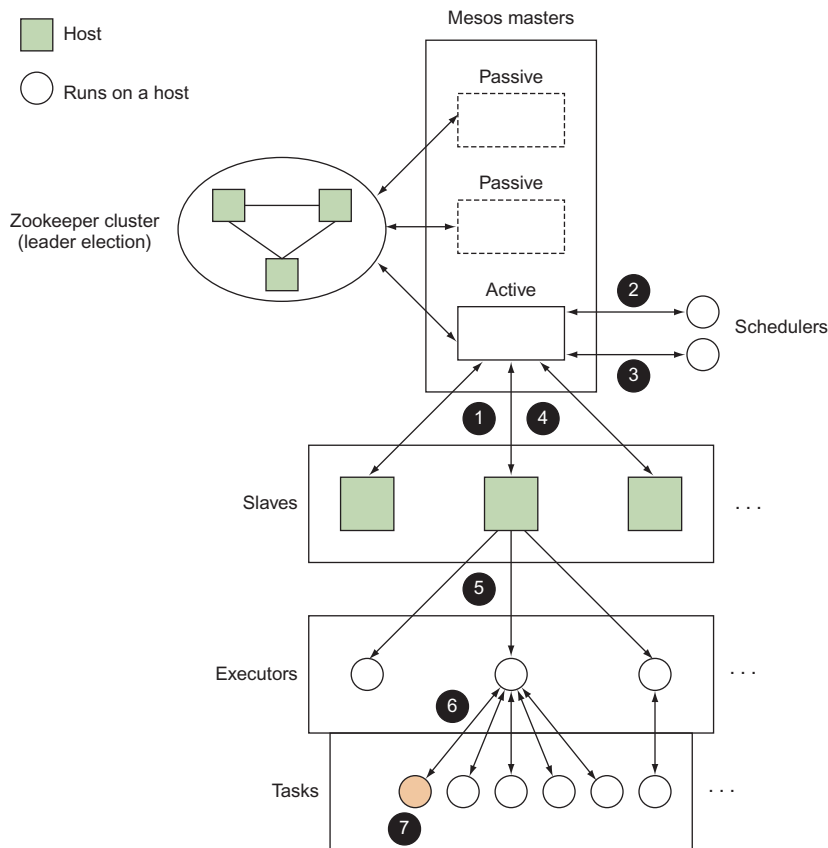 Host
Runs on a host
Mesos masters
Passive
Passive
Active
Zookeeper cluster
(leader election)
2
Schedulers
3
1
4
Slaves
. . .
5
Executors
. . .
6
Tasks
. . .
7